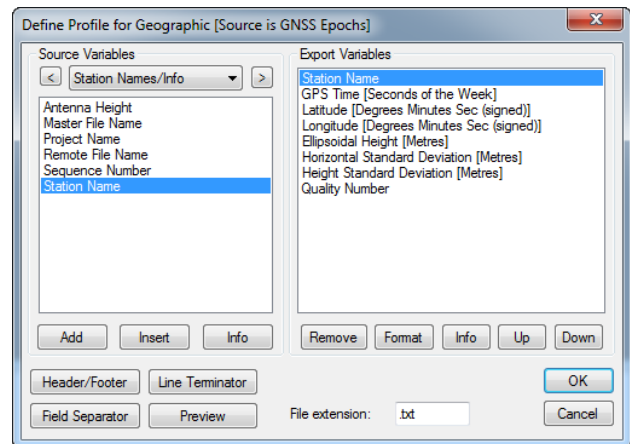 Define Profile for Geographic [Source is GNSS Epochs]
X
Source Variables
< Station Names/Info >
Antenna Height
Master File Name
Project Name
Remote File Name
Sequence Number
Station Name
Add Insert Info
Export Variables
Station Name
GPS Time [Seconds of the Week]
Latitude [Degrees Minutes Sec (signed)]
Longitude [Degrees Minutes Sec (signed)]
Ellipsoidal Height [Metres]
Horizontal Standard Deviation [Metres]
Height Standard Deviation [Metres]
Quality Number
Remove Format Info Up Down
Header/Footer Line Terminator
Field Separator Preview
File extension: .txt
OK
Cancel